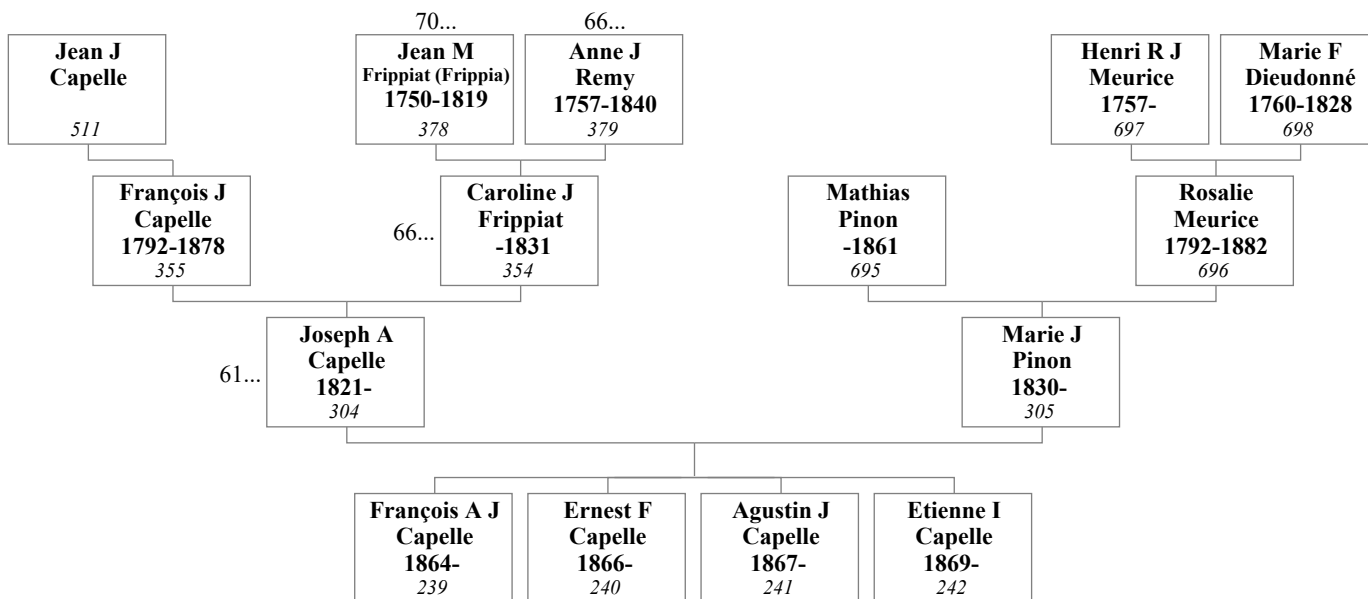 70...
66...
Jean J
Capelle
511
Jean M
Frippiat (Frippia)
1750-1819
378
Anne J
Remy
1757-1840
379
Henri R J
Meurice
1757-
697
Marie F
Dieudonné
1760-1828
698
François J
Capelle
1792-1878
355
66...
Caroline J
Frippiat
-1831
354
Mathias
Pinon
-1861
695
Rosalie
Meurice
1792-1882
696
61...
Joseph A
Capelle
1821-
304
Marie J
Pinon
1830-
305
François A J
Capelle
1864-
239
Ernest F
Capelle
1866-
240
Agustin J
Capelle
1867-
241
Etienne I
Capelle
1869-
242